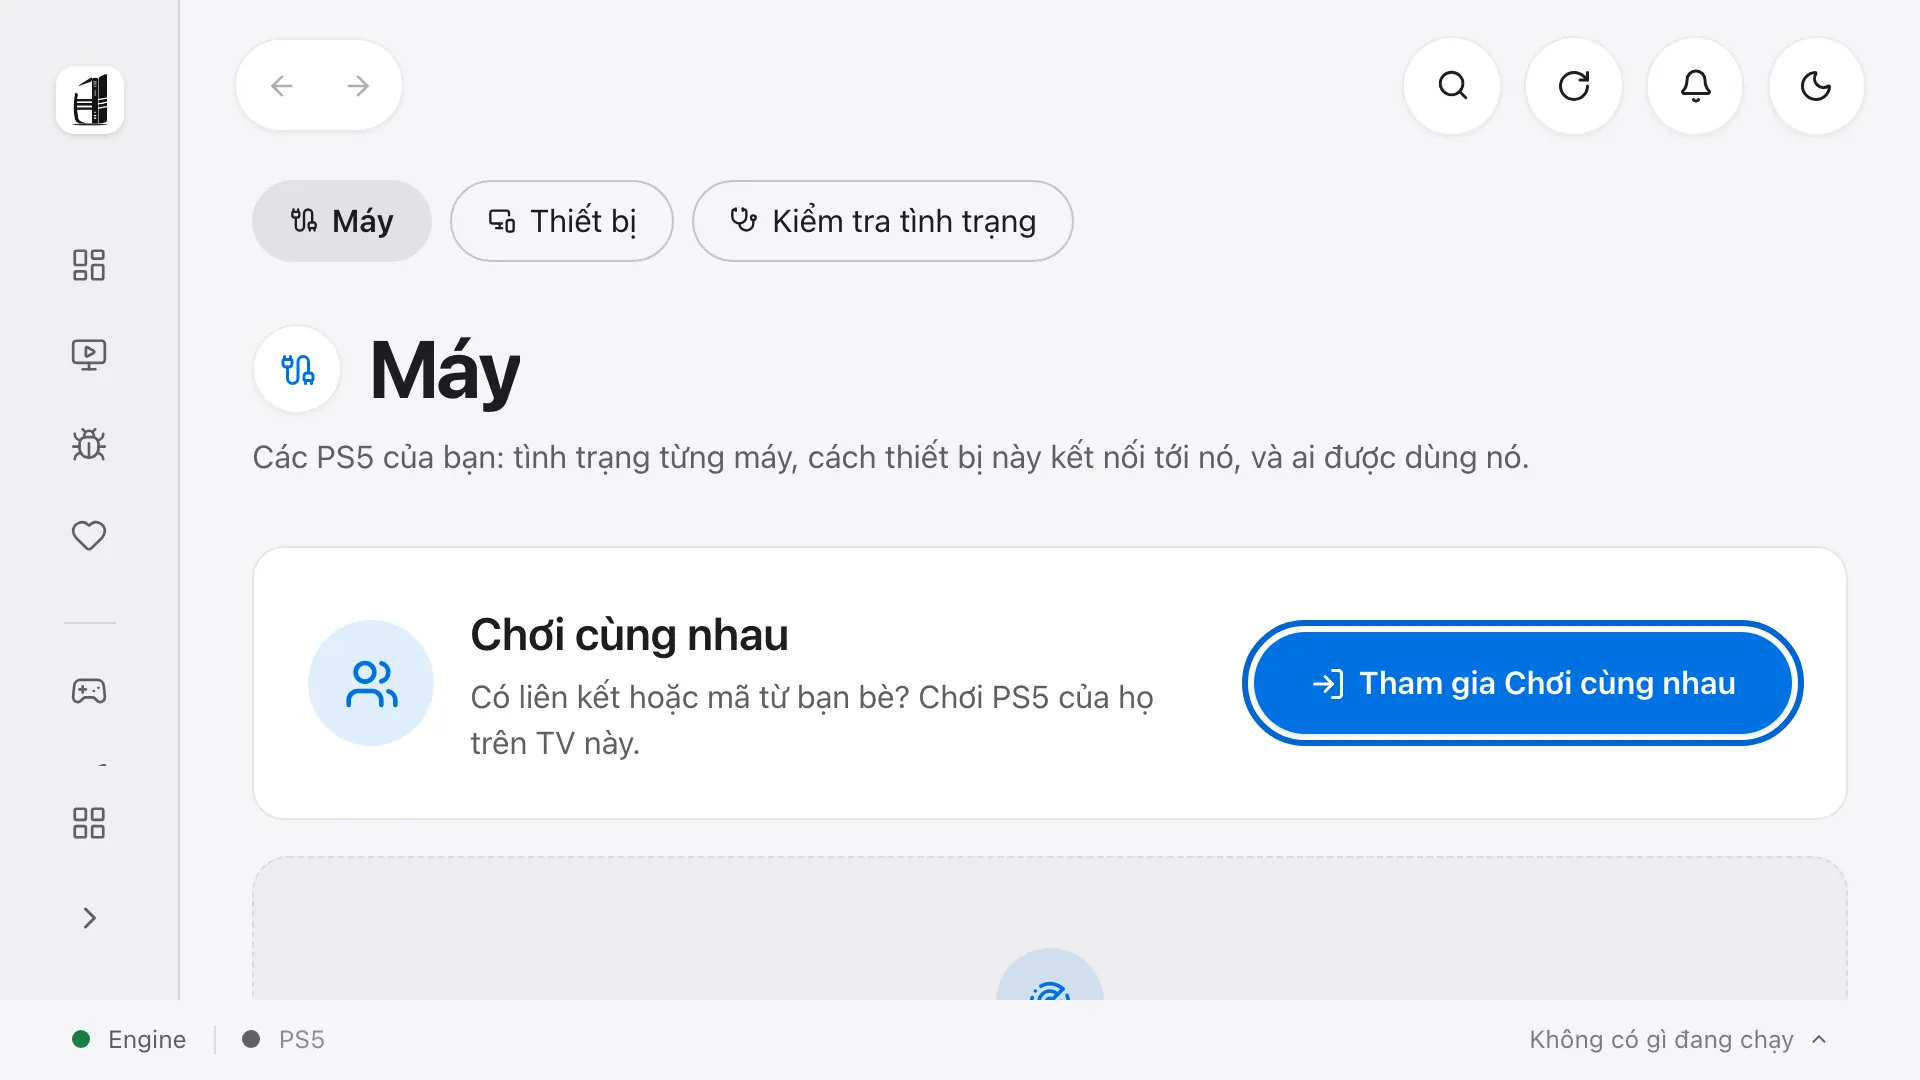 Máy
Thiết bị
Kiểm tra tình trạng
Máy
Các PS5 của bạn: tình trạng từng máy, cách thiết bị này kết nối tới nó, và ai được dùng nó.
Chơi cùng nhau
Có liên kết hoặc mã từ bạn bè? Chơi PS5 của họ
trên TV này.
Tham gia Chơi cùng nhau
Engine
PS5
Không có gì đang chạy